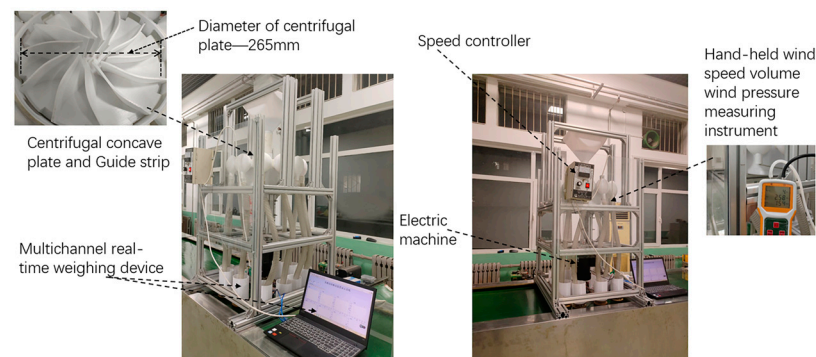 Diameter of centrifugal
plate—265mm
Centrifugal concave
plate and Guide strip
Multichannel real-
time weighing device
Speed controller
Electric
machine
Hand-held wind
speed volume
wind pressure
measuring
instrument